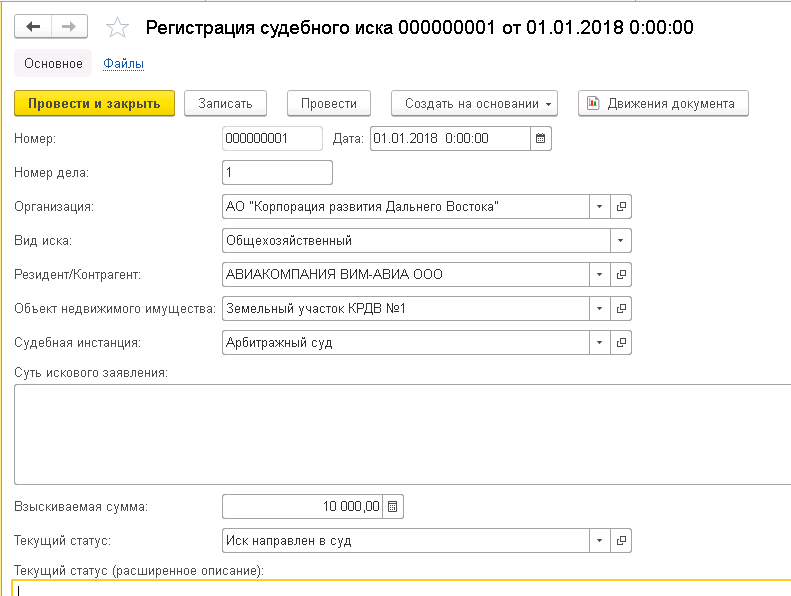 Регистрация судебного иска 000000001 от 01.01.2018 0:00:00
Основное Файлы
Провести и закрыть Записать Провести Создать на основании Движения документа
Номер: 000000001 Дата: 01.01.2018 0:00:00
Номер дела: 1
Организация: АО "Корпорация развития Дальнего Востока"
Вид иска: Общехозяйственный
Резидент/Контрагент: АВИАКОМПАНИЯ ВИМ-АВИА ООО
Объект недвижимого имущества: Земельный участок КРДВ №1
Судебная инстанция: Арбитражный суд
Суть искового заявления:
Взыскиваемая сумма: 10 000,00
Текущий статус: Иск направлен в суд
Текущий статус (расширенное описание):